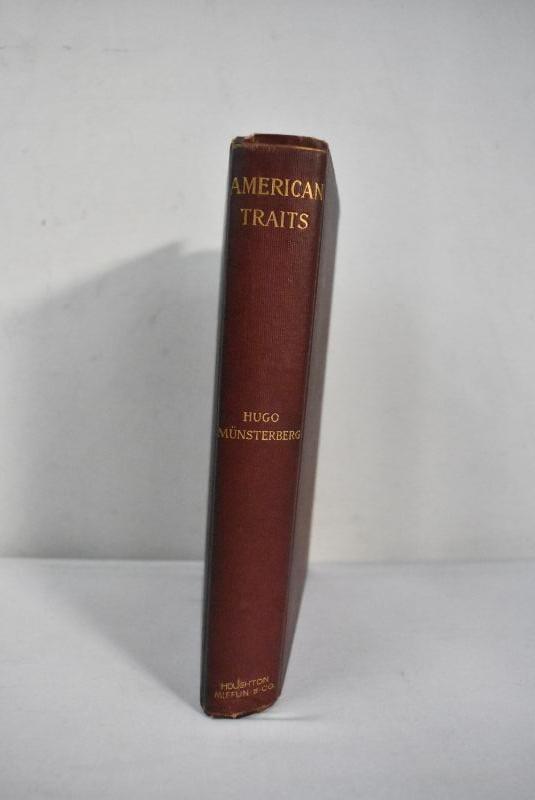 AMERICAN
TRAITS
HUGO
MÜNSTERBERG
HOUGHTON
MIFFLIN & CO.